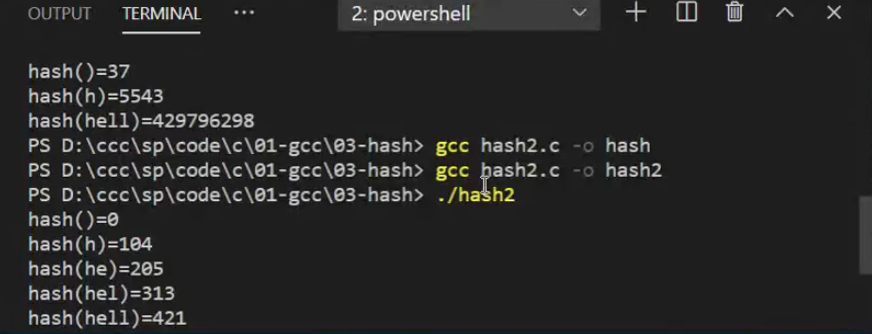 OUTPUT TERMINAL ... 2: powershell
hash()=37
hash(h)=5543
hash(hell)=429796298
PS D:\ccc\sp\code\c\01-gcc\03-hash> gcc hash2.c -o hash
PS D:\ccc\sp\code\c\01-gcc\03-hash> gcc hash2.c -o hash2
PS D:\ccc\sp\code\c\01-gcc\03-hash> ./hash2
hash()=0
hash(h)=104
hash(he)=205
hash(hel)=313
hash(hell)=421